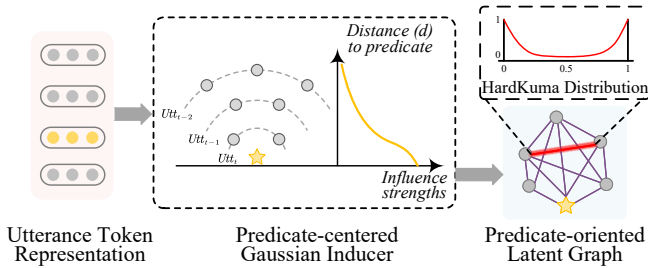 Distance (d)
to predicate
Utt_{t-2}
Utt_{t-1}
Utt_t
Influence
strengths
1
1
0
0.5
1
HardKuma Distribution
Utterance Token
Representation
Predicate-centered
Gaussian Inducer
Predicate-oriented
Latent Graph